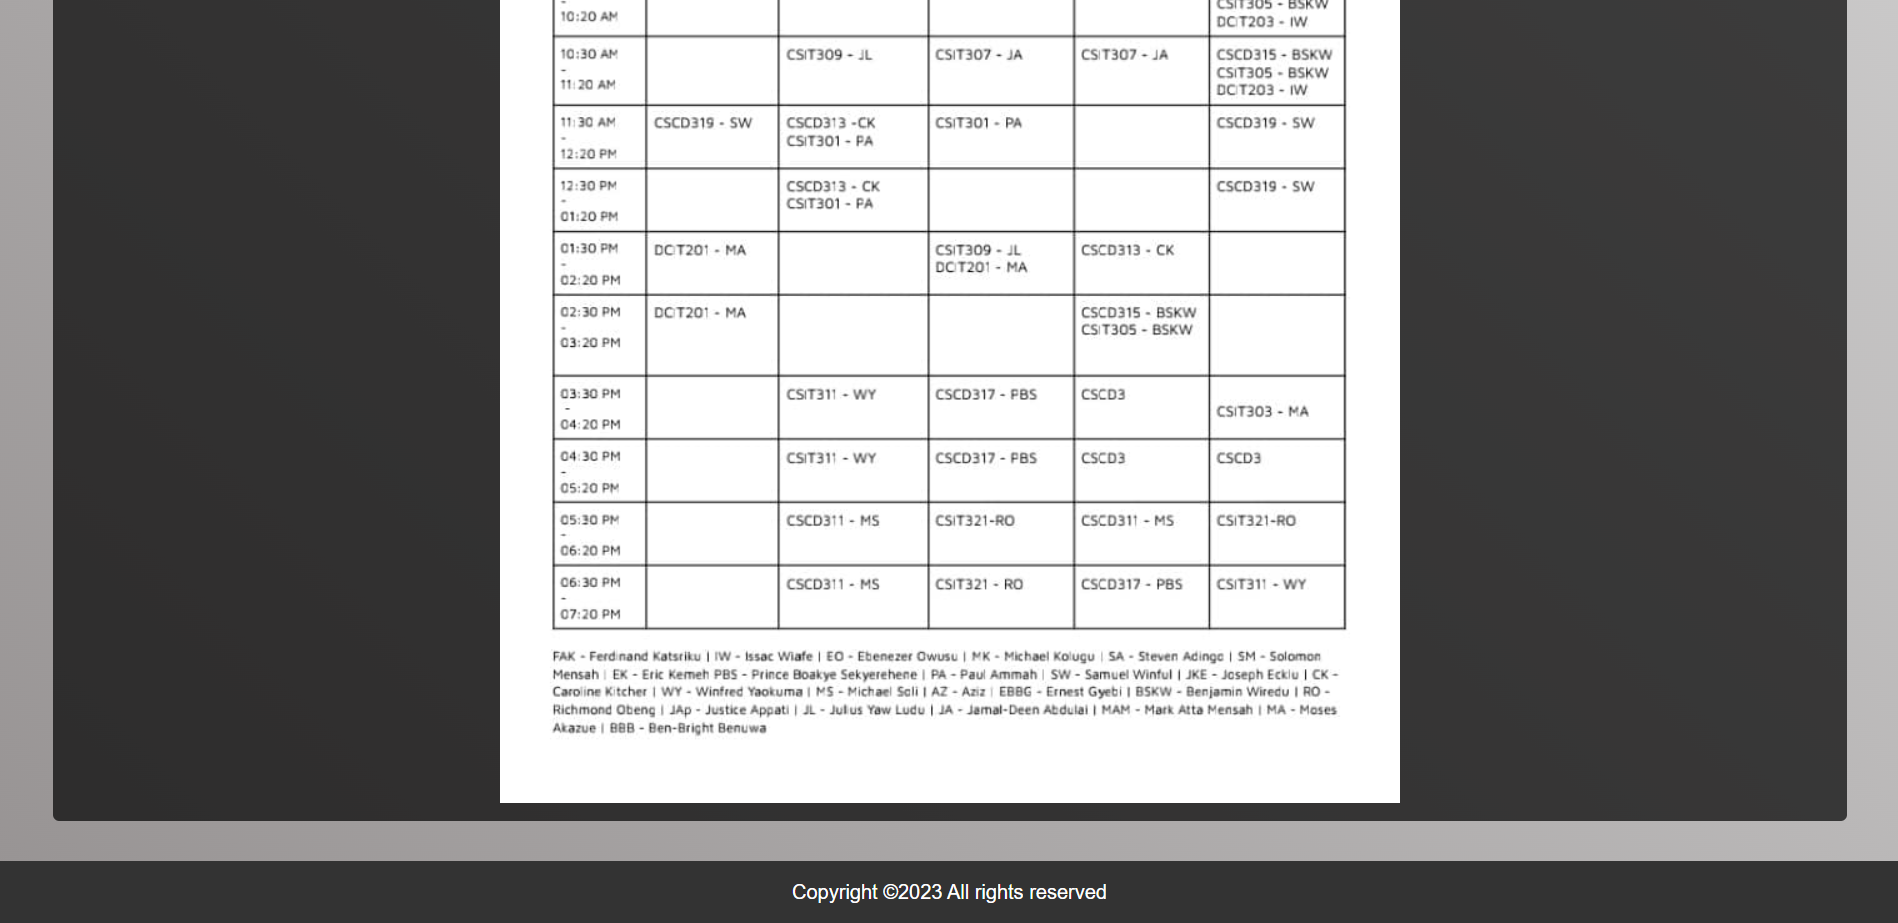 -
10:20 AM
CSIT305 - BSKW
DCIT203 - IW
10:30 AM
-
11:20 AM
CSIT309 - JL
CSIT307 - JA
CSIT307 - JA
CSCD315 - BSKW
CSIT305 - BSKW
DCIT203 - IW
11:30 AM
-
12:20 PM
CSCD319 - SW
CSCD313 -CK
CSIT301 - PA
CSIT301 - PA
CSCD319 - SW
12:30 PM
-
01:20 PM
CSCD313 - CK
CSIT301 - PA
CSCD319 - SW
01:30 PM
-
02:20 PM
DCIT201 - MA
CSIT309 - JL
DCIT201 - MA
CSCD313 - CK
02:30 PM
-
03:20 PM
DCIT201 - MA
CSCD315 - BSKW
CSIT305 - BSKW
03:30 PM
-
04:20 PM
CSIT311 - WY
CSCD317 - PBS
CSCD3
CSIT303 - MA
04:30 PM
-
05:20 PM
CSIT311 - WY
CSCD317 - PBS
CSCD3
CSCD3
05:30 PM
-
06:20 PM
CSCD311 - MS
CSIT321-RO
CSCD311 - MS
CSIT321-RO
06:30 PM
-
07:20 PM
CSCD311 - MS
CSIT321 - RO
CSCD317 - PBS
CSIT311 - WY
FAK - Ferdinand Katsriku | IW - Issac Wiafe | EO - Ebenezer Owusu | MK - Michael Kolugu | SA - Steven Adingo | SM - Solomon
Mensah | EK - Eric Kemeh PBS - Prince Boakye Sekyerehene | PA - Paul Ammah | SW - Samuel Winful | JKE - Joseph Ecklu | CK -
Caroline Kitcher | WY - Winfred Yaokuma | MS - Michael Soli | AZ - Aziz | EBBG - Ernest Gyebi | BSKW - Benjamin Wiredu | RO -
Richmond Obeng | JAp - Justice Appati | JL - Julius Yaw Ludu | JA - Jamal-Deen Abdulai | MAM - Mark Atta Mensah | MA - Moses
Akazue | BBB - Ben-Bright Benuwa
Copyright ©2023 All rights reserved